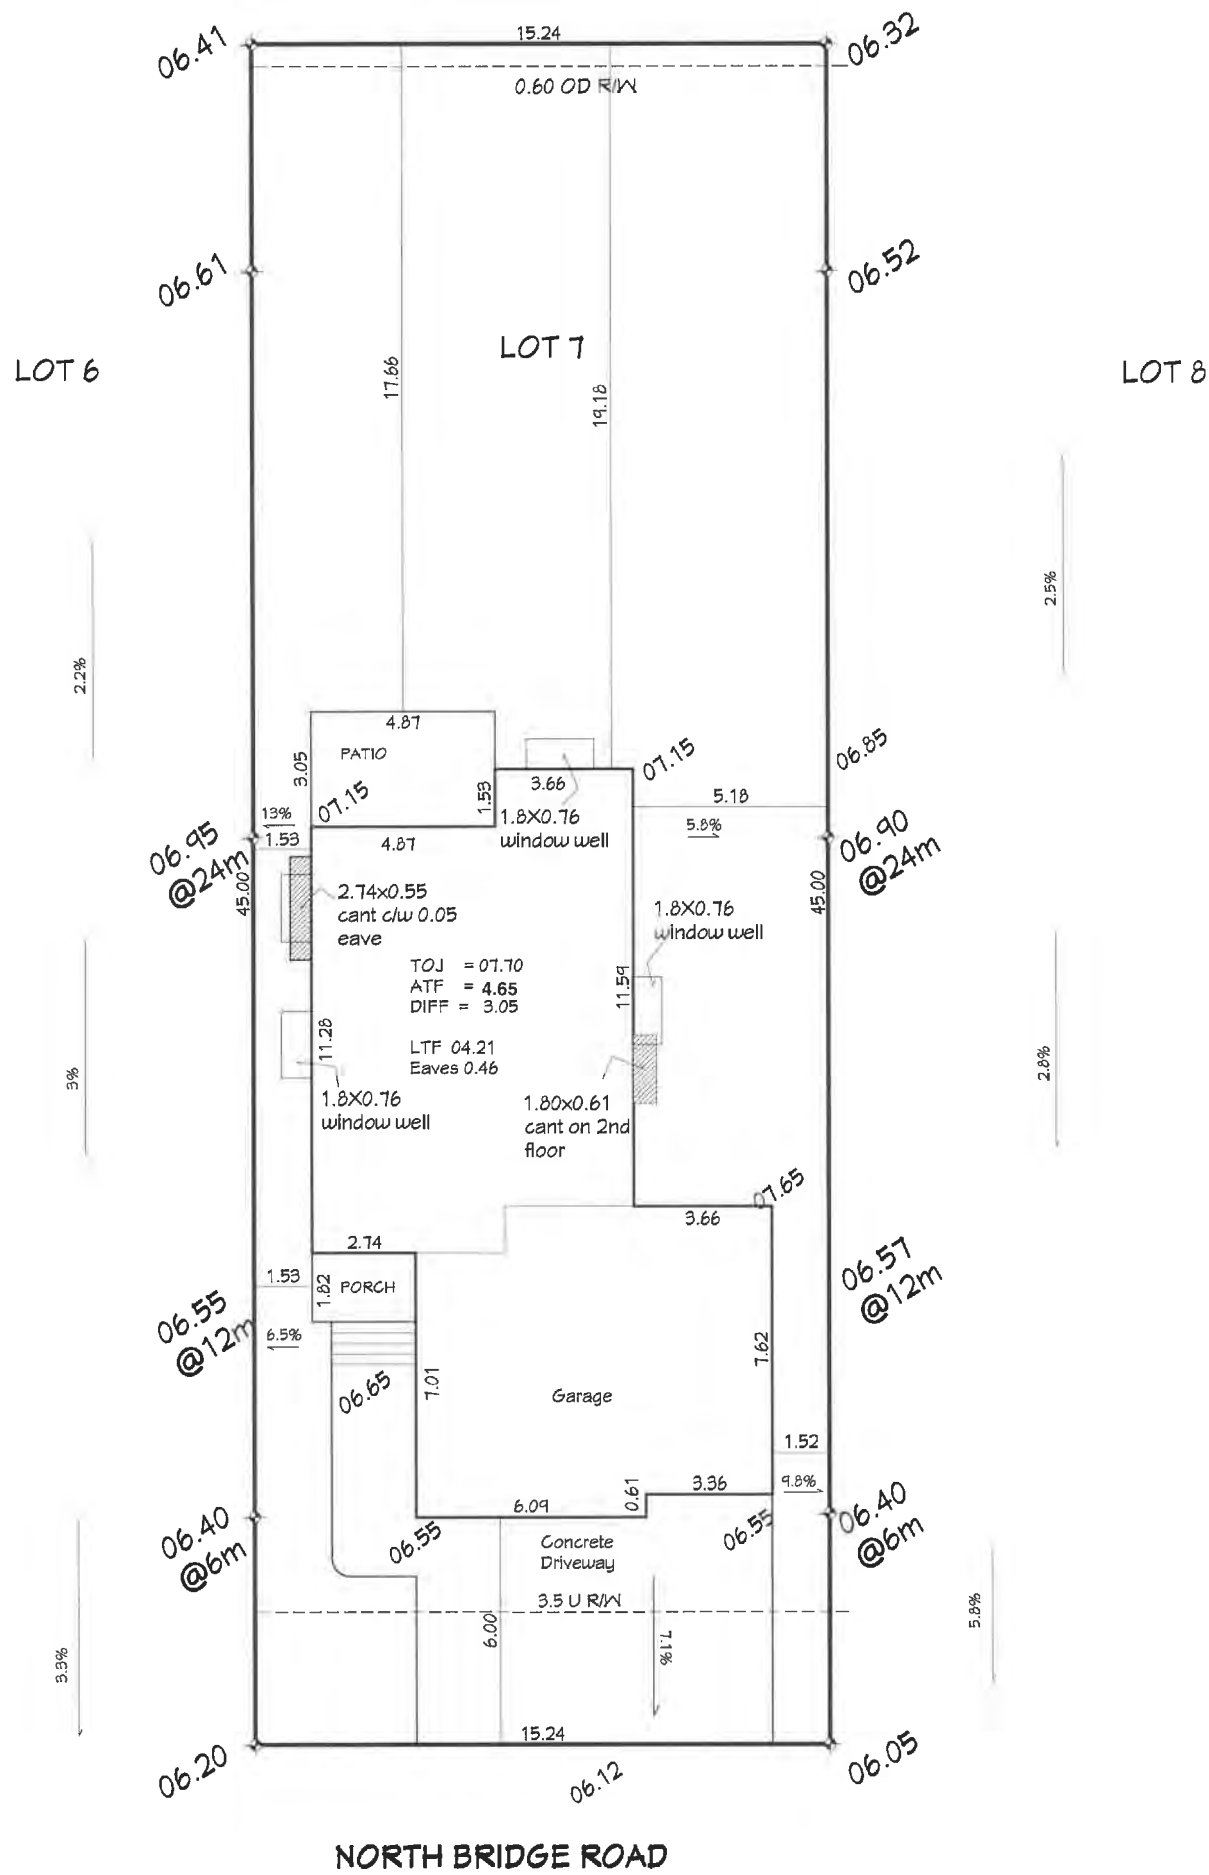 15.24
06.41
06.32
0.60 OD R/W
06.61
06.52
LOT 7
LOT 6
LOT 8
17.66
19.18
2.5%
2.2%
4.87
PATIO
3.05
07.15
1.53
3.66
07.15
06.85
5.18
5.8%
1.8X0.76
window well
13%
1.53
4.87
06.95
@24m
06.90
@24m
45.00
45.00
2.74x0.55
cant c/w 0.05
eave
1.8X0.76
window well
TOJ = 07.70
ATF = 4.65
DIFF = 3.05
LTF 04.21
Eaves 0.46
11.59
11.28
3%
2.8%
1.8X0.76
window well
1.80x0.61
cant on 2nd
floor
07.65
3.66
2.74
1.53
1.82
PORCH
06.55
@12m
6.5%
06.57
@12m
06.65
7.01
7.62
Garage
1.52
9.8%
3.36
0.61
6.09
06.40
@6m
06.40
@6m
06.55
06.55
Concrete
Driveway
3.5 U R/W
6.00
7.1%
3.3%
5.8%
15.24
06.20
06.12
06.05
NORTH BRIDGE ROAD